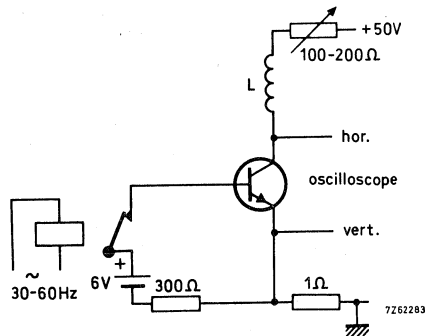 +50V
100-200Ω
L
hor.
oscilloscope
vert.
~
30-60Hz
+
6V
300Ω
1Ω
7Z62283